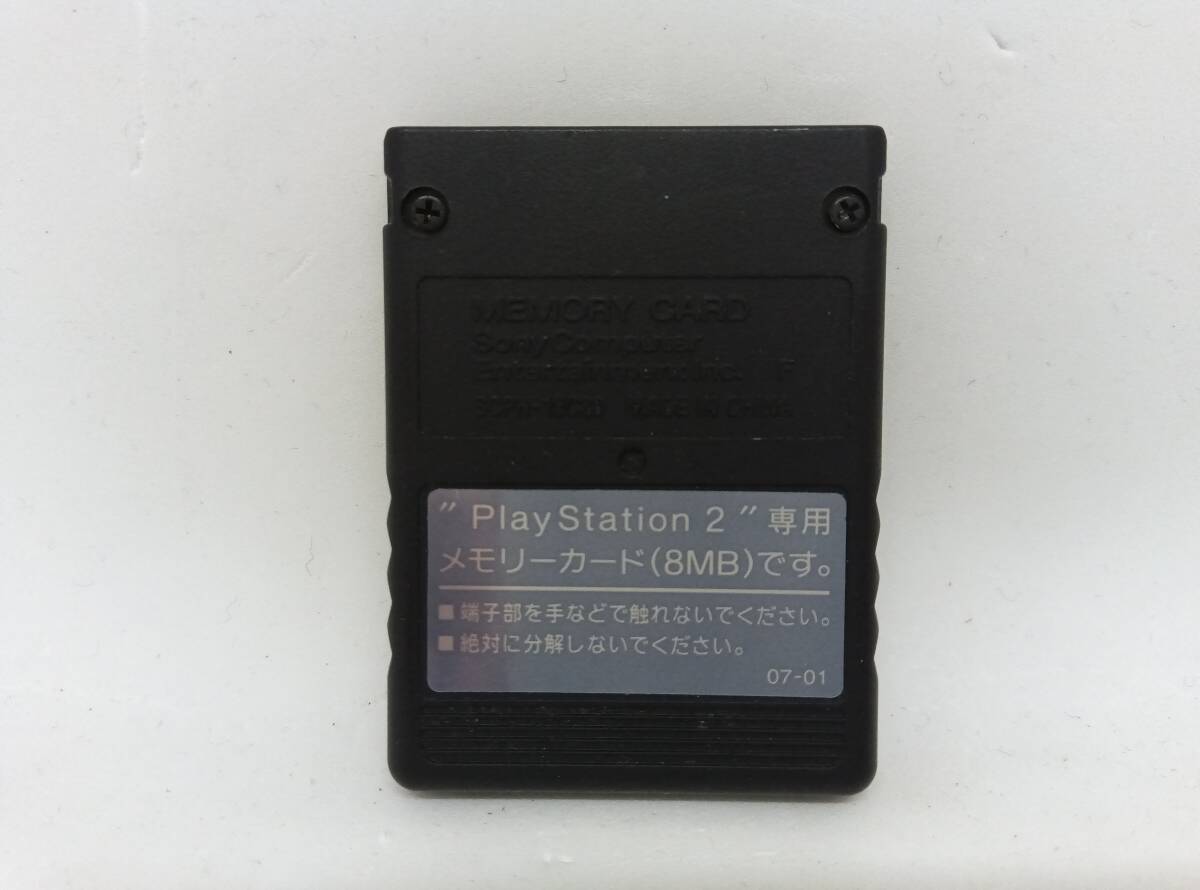 MEMORY CARD
Sony Computer
Entertainment Inc. F
SCPH-10020 MADE IN CHINA
"PlayStation 2"専用
メモリーカード(8MB)です。
■端子部を手などで触れないでください。
■絶対に分解しないでください。
07-01